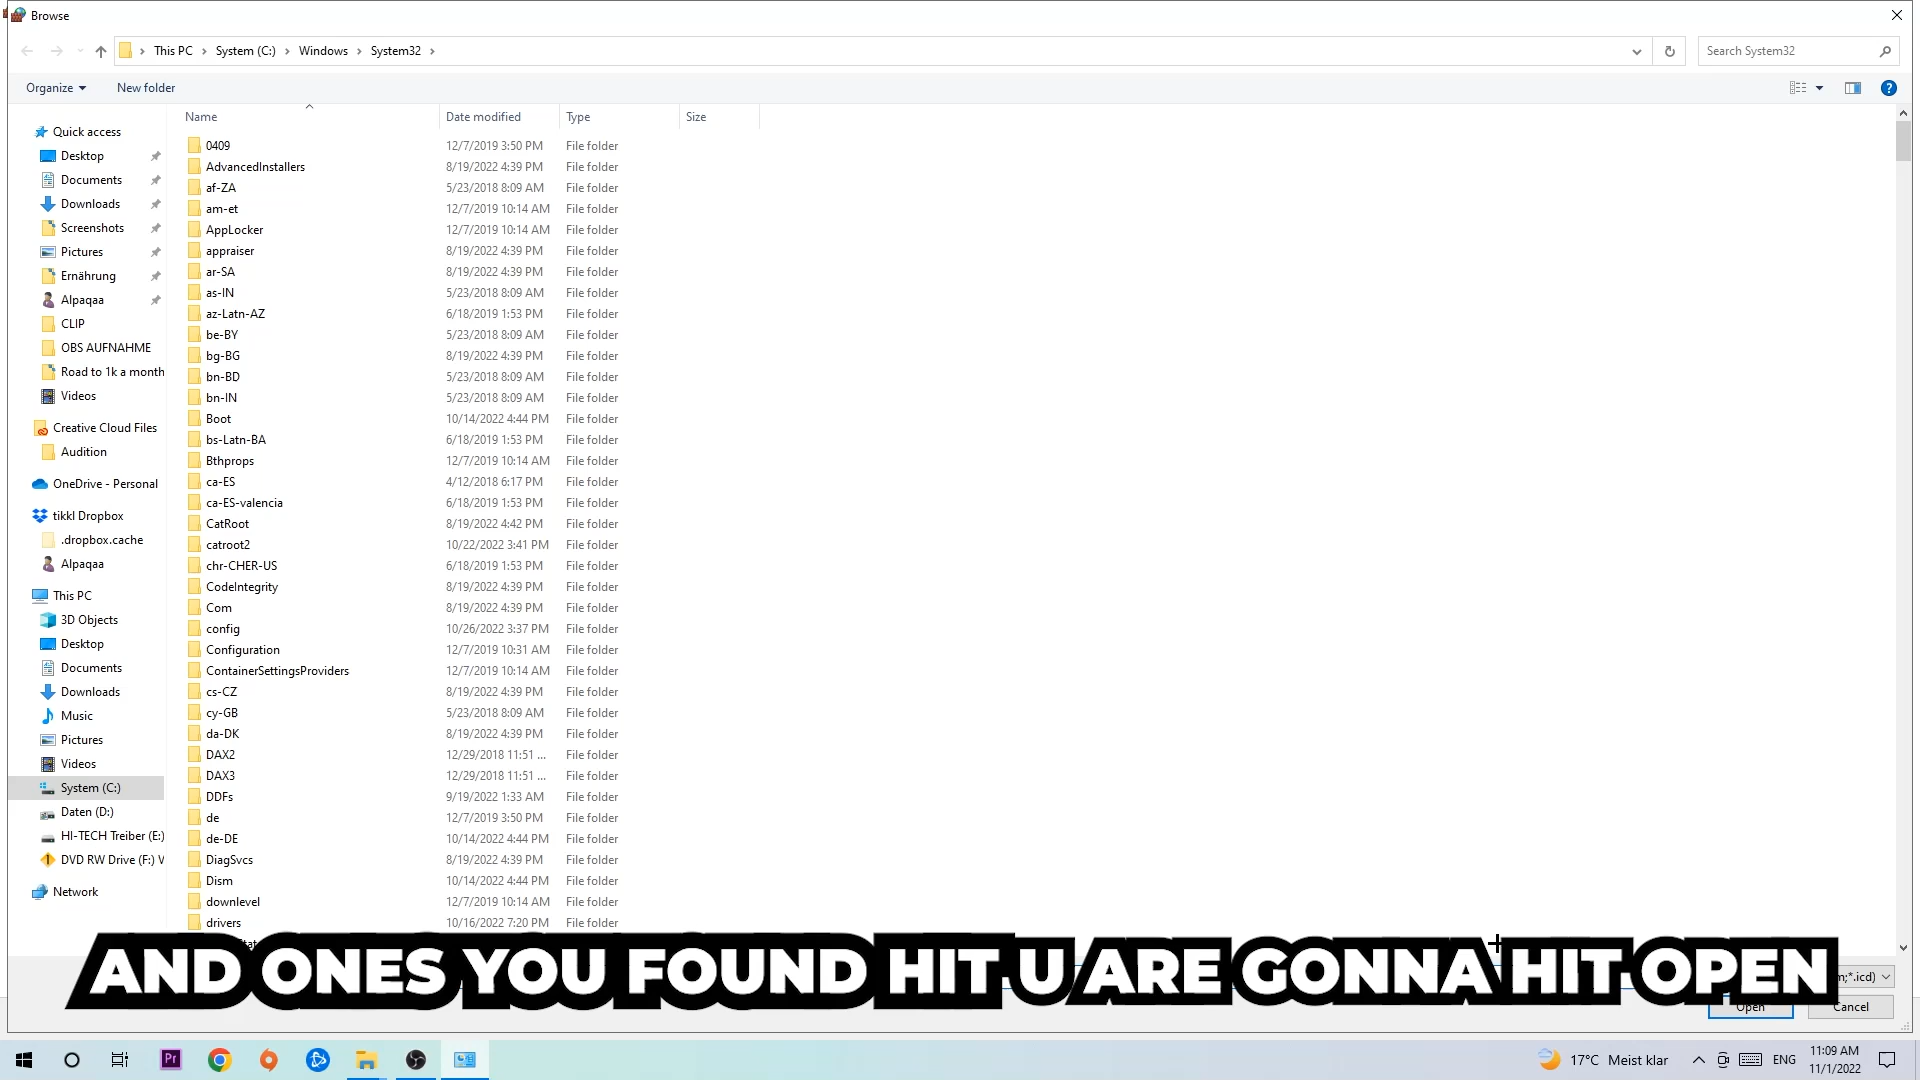 Browse
This PC > System (C:) > Windows > System32 >
Search System32
Organize
New folder
Name Date modified Type Size
Quick access
Desktop
Documents
Downloads
Screenshots
Pictures
Ernährung
Alpaqaa
CLIP
OBS AUFNAHME
Road to 1k a month
Videos
Creative Cloud Files
Audition
OneDrive - Personal
tikkl Dropbox
.dropbox.cache
Alpaqaa
This PC
3D Objects
Desktop
Documents
Downloads
Music
Pictures
Videos
System (C:)
Daten (D:)
HI-TECH Treiber (E:)
DVD RW Drive (F:) V
Network
0409 12/7/2019 3:50 PM File folder
AdvancedInstallers 8/19/2022 4:39 PM File folder
af-ZA 5/23/2018 8:09 AM File folder
am-et 12/7/2019 10:14 AM File folder
AppLocker 12/7/2019 10:14 AM File folder
appraiser 8/19/2022 4:39 PM File folder
ar-SA 8/19/2022 4:39 PM File folder
as-IN 5/23/2018 8:09 AM File folder
az-Latn-AZ 6/18/2019 1:53 PM File folder
be-BY 5/23/2018 8:09 AM File folder
bg-BG 8/19/2022 4:39 PM File folder
bn-BD 5/23/2018 8:09 AM File folder
bn-IN 5/23/2018 8:09 AM File folder
Boot 10/14/2022 4:44 PM File folder
bs-Latn-BA 6/18/2019 1:53 PM File folder
Bthprops 12/7/2019 10:14 AM File folder
ca-ES 4/12/2018 6:17 PM File folder
ca-ES-valencia 6/18/2019 1:53 PM File folder
CatRoot 8/19/2022 4:42 PM File folder
catroot2 10/22/2022 3:41 PM File folder
chr-CHER-US 6/18/2019 1:53 PM File folder
CodeIntegrity 8/19/2022 4:39 PM File folder
Com 8/19/2022 4:39 PM File folder
config 10/26/2022 3:37 PM File folder
Configuration 12/7/2019 10:31 AM File folder
ContainerSettingsProviders 12/7/2019 10:14 AM File folder
cs-CZ 8/19/2022 4:39 PM File folder
cy-GB 5/23/2018 8:09 AM File folder
da-DK 8/19/2022 4:39 PM File folder
DAX2 12/29/2018 11:51 ... File folder
DAX3 12/29/2018 11:51 ... File folder
DDFs 9/19/2022 1:33 AM File folder
de 12/7/2019 3:50 PM File folder
de-DE 10/14/2022 4:44 PM File folder
DiagSvcs 8/19/2022 4:39 PM File folder
Dism 10/14/2022 4:44 PM File folder
downlevel 12/7/2019 10:14 AM File folder
drivers 10/16/2022 7:20 PM File folder
AND ONES YOU FOUND HIT U ARE GONNA HIT OPEN
m;*.icd)
Open Cancel
Pr
17°C Meist klar
ENG
11:09 AM
11/1/2022